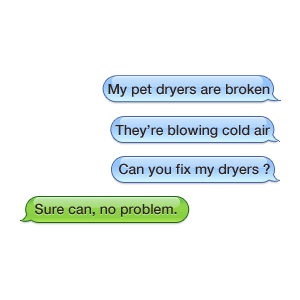 My pet dryers are broken
They're blowing cold air
Can you fix my dryers ?
Sure can, no problem.